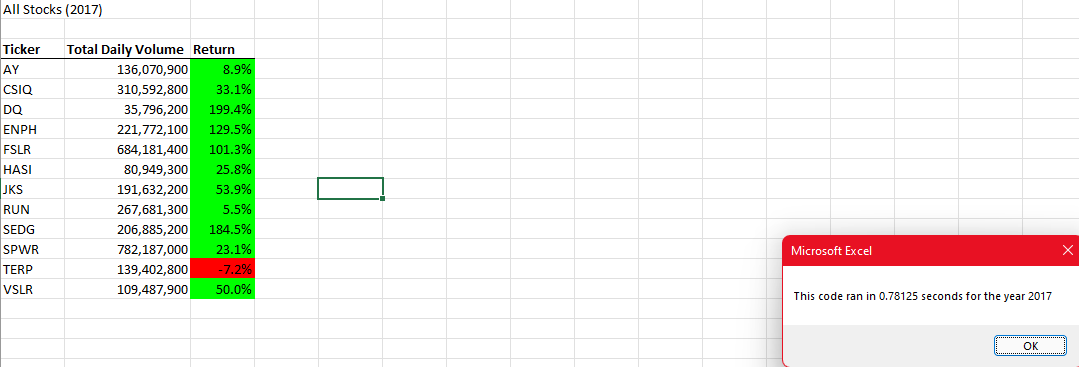 All Stocks (2017)
Ticker Total Daily Volume Return
AY 136,070,900 8.9%
CSIQ 310,592,800 33.1%
DQ 35,796,200 199.4%
ENPH 221,772,100 129.5%
FSLR 684,181,400 101.3%
HASI 80,949,300 25.8%
JKS 191,632,200 53.9%
RUN 267,681,300 5.5%
SEDG 206,885,200 184.5%
SPWR 782,187,000 23.1%
TERP 139,402,800 -7.2%
VSLR 109,487,900 50.0%
Microsoft Excel
This code ran in 0.78125 seconds for the year 2017
OK